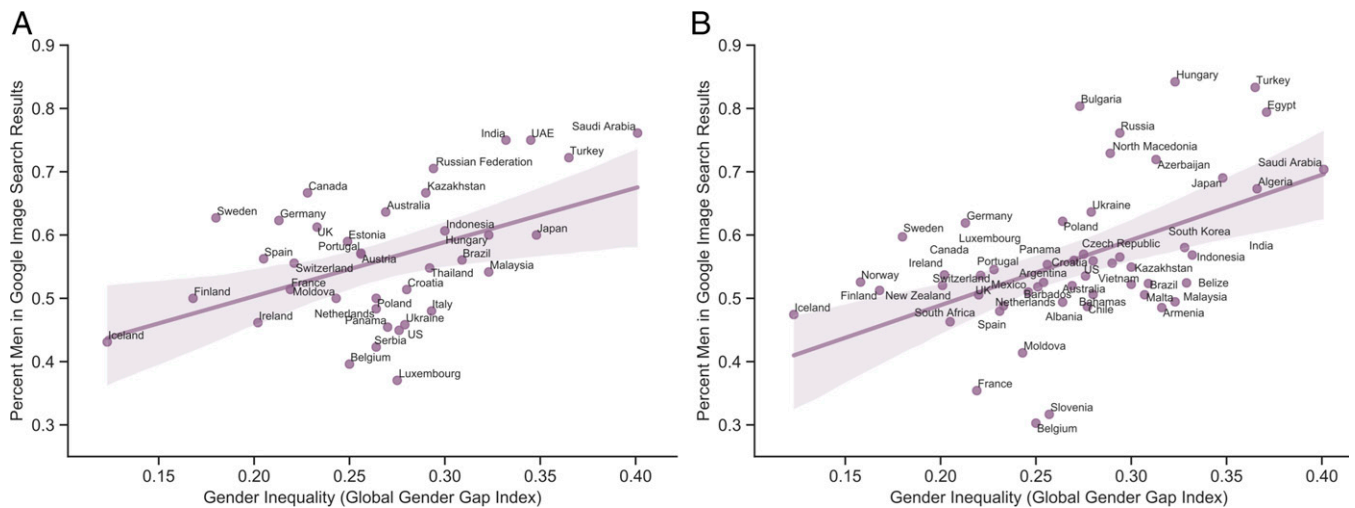 A
Percent Men in Google Image Search Results
0.9
0.8
0.7
0.6
0.5
0.4
0.3
Saudi Arabia
India
UAE
Turkey
Russian Federation
Canada
Kazakhstan
Sweden
Germany
Australia
UK
Estonia
Indonesia
Portugal
Hungary
Japan
Spain
Austria
Brazil
Switzerland
Thailand
Malaysia
France
Croatia
Finland
Moldova
Netherlands
Poland
Italy
Ireland
Panama
Ukraine
Iceland
Serbia
US
Belgium
Luxembourg
0.15
0.20
0.25
0.30
0.35
0.40
Gender Inequality (Global Gender Gap Index)
B
Percent Men in Google Image Search Results
0.9
0.8
0.7
0.6
0.5
0.4
0.3
Hungary
Turkey
Bulgaria
Egypt
Russia
North Macedonia
Azerbaijan
Saudi Arabia
Japan
Algeria
Ukraine
Germany
Poland
Sweden
Luxembourg
South Korea
Canada
Panama
Czech Republic
India
Ireland
Portugal
Croatia
Indonesia
Norway
Switzerland
Argentina
US
Kazakhstan
Vietnam
Mexico
Australia
Brazil
Belize
Finland
New Zealand
UK
Barbados
Netherlands
Bahamas
Malta
Malaysia
Iceland
South Africa
Chile
Spain
Albania
Armenia
Moldova
France
Slovenia
Belgium
0.15
0.20
0.25
0.30
0.35
0.40
Gender Inequality (Global Gender Gap Index)